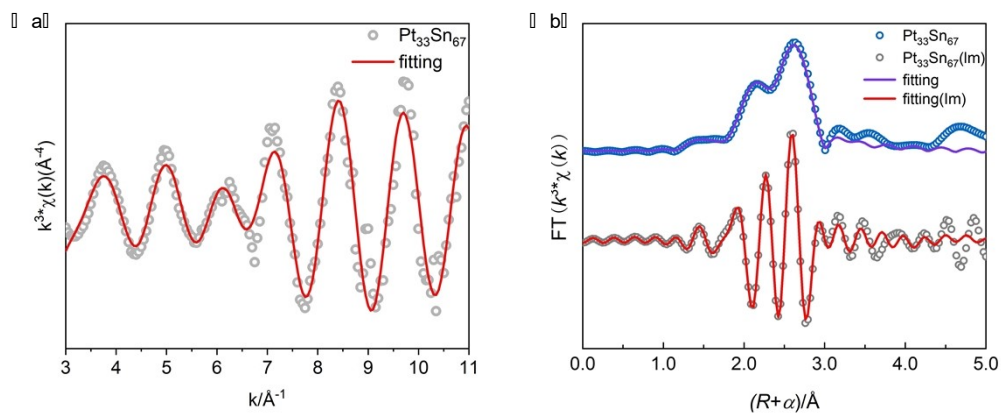 a
Pt33Sn67
fitting
k3*χ(k)(Å-4)
3 4 5 6 7 8 9 10 11
k/Å-1
b
Pt33Sn67
Pt33Sn67(Im)
fitting
fitting(Im)
FT(k3*χ(k))
0.0 1.0 2.0 3.0 4.0 5.0
(R+α)/Å